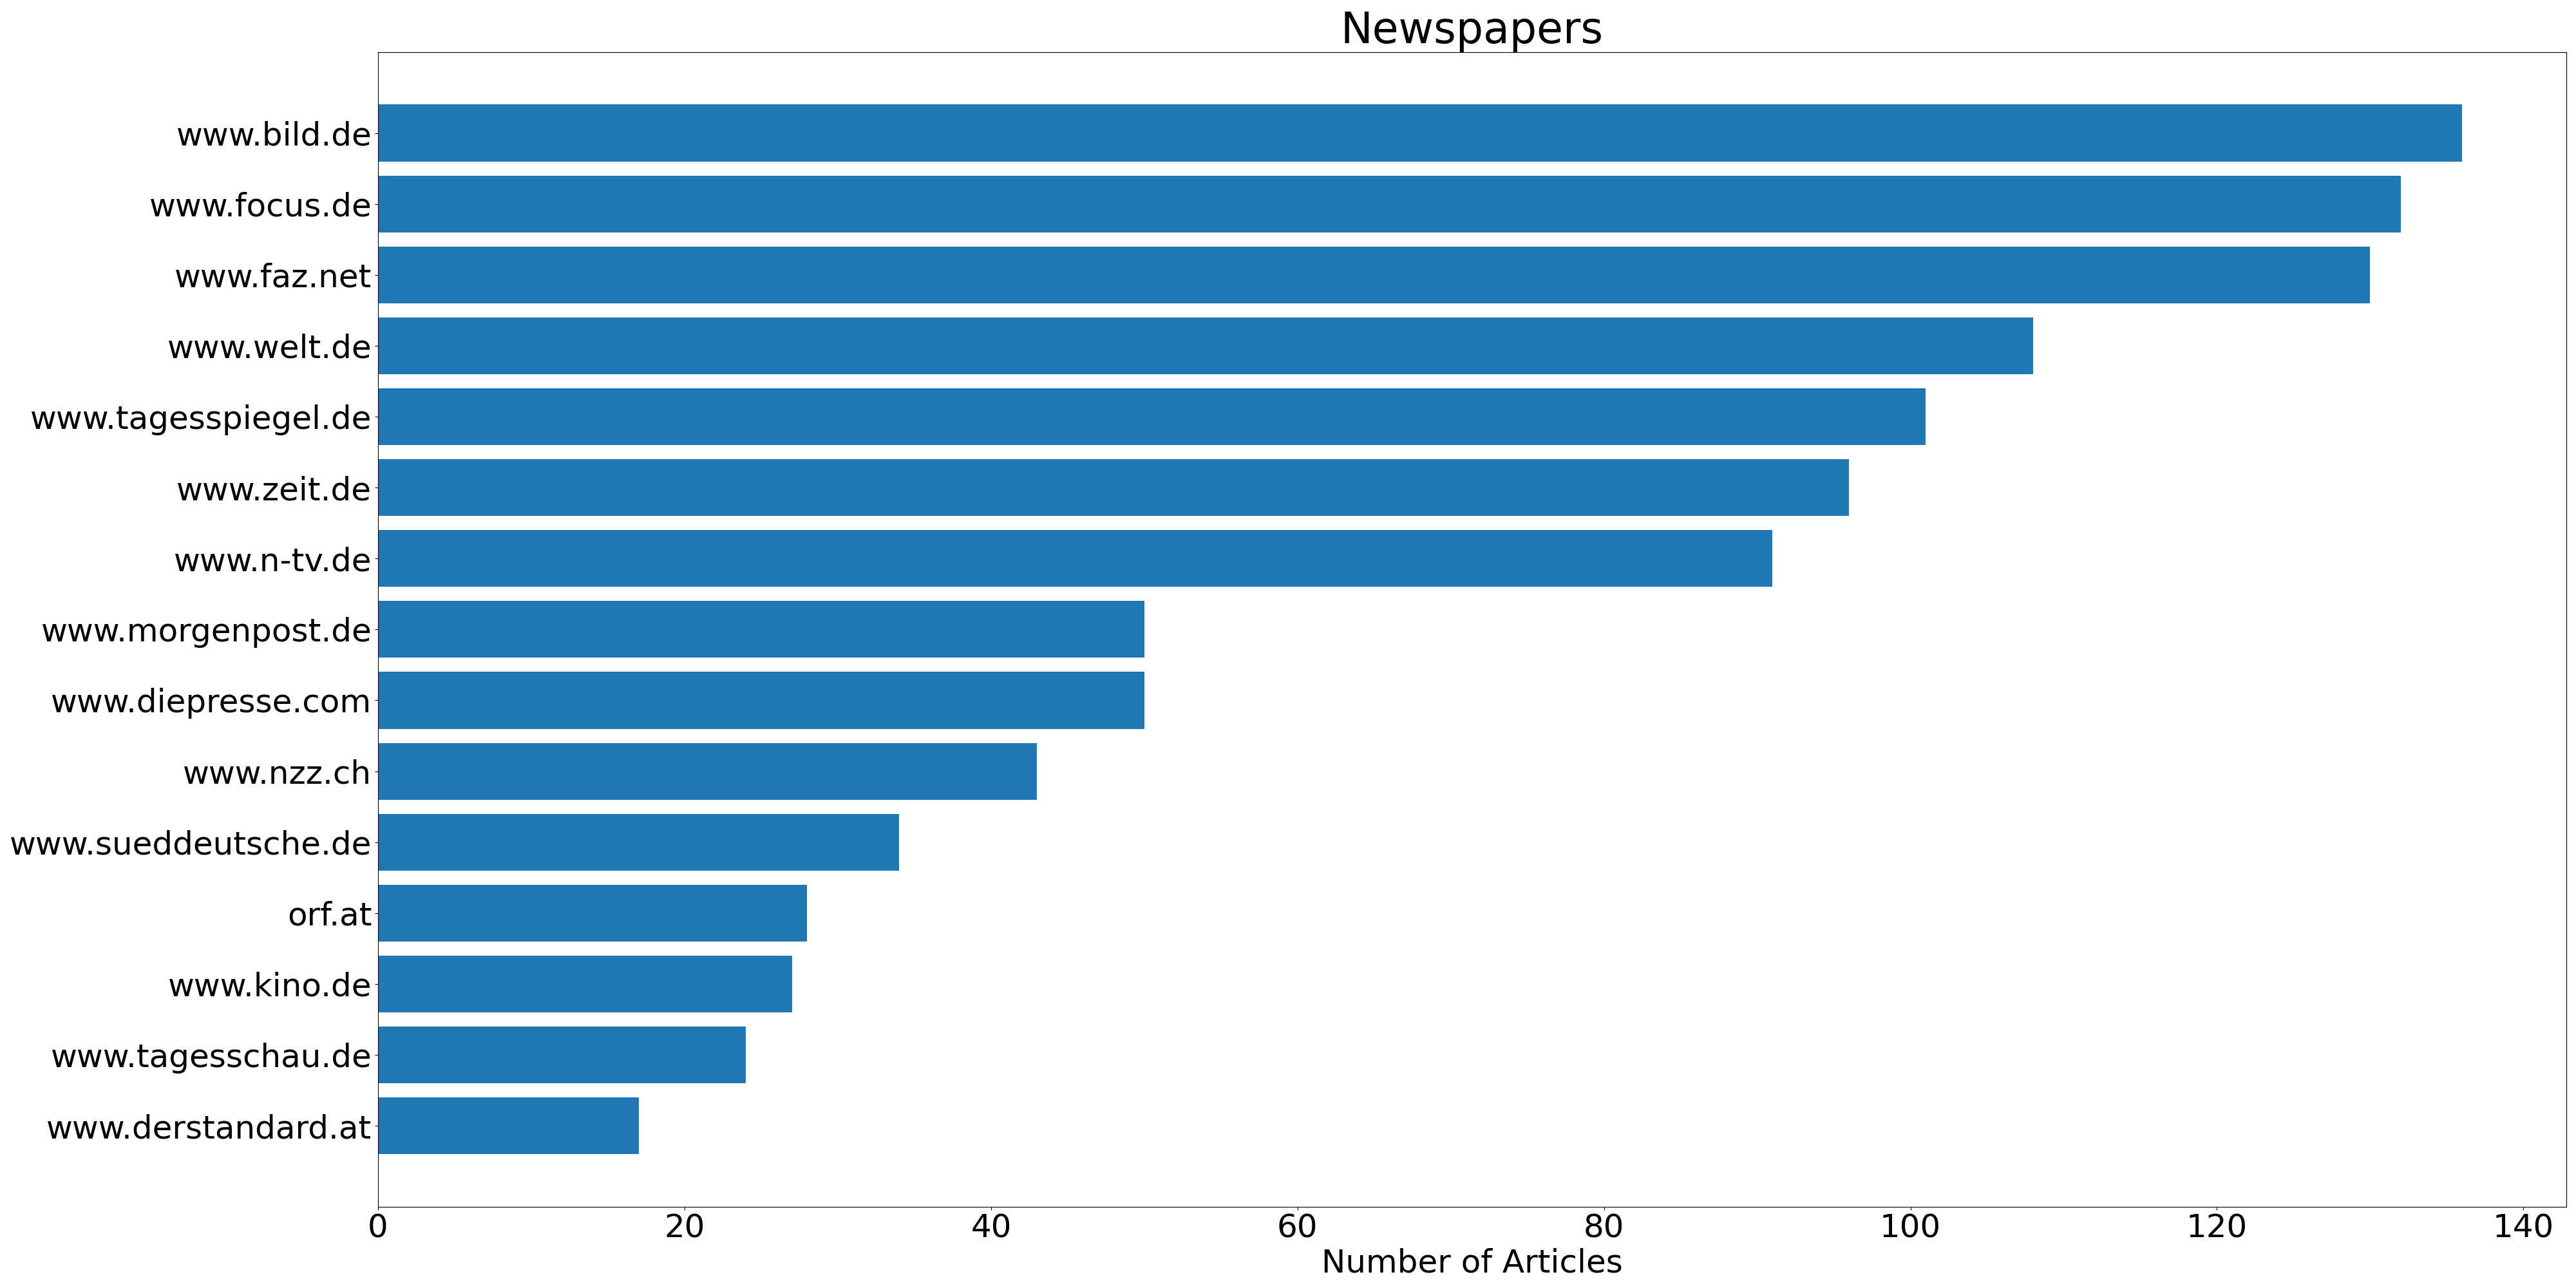 Newspapers
www.bild.de
www.focus.de
www.faz.net
www.welt.de
www.tagesspiegel.de
www.zeit.de
www.n-tv.de
www.morgenpost.de
www.diepresse.com
www.nzz.ch
www.sueddeutsche.de
orf.at
www.kino.de
www.tagesschau.de
www.derstandard.at
0 20 40 60 80 100 120 140
Number of Articles